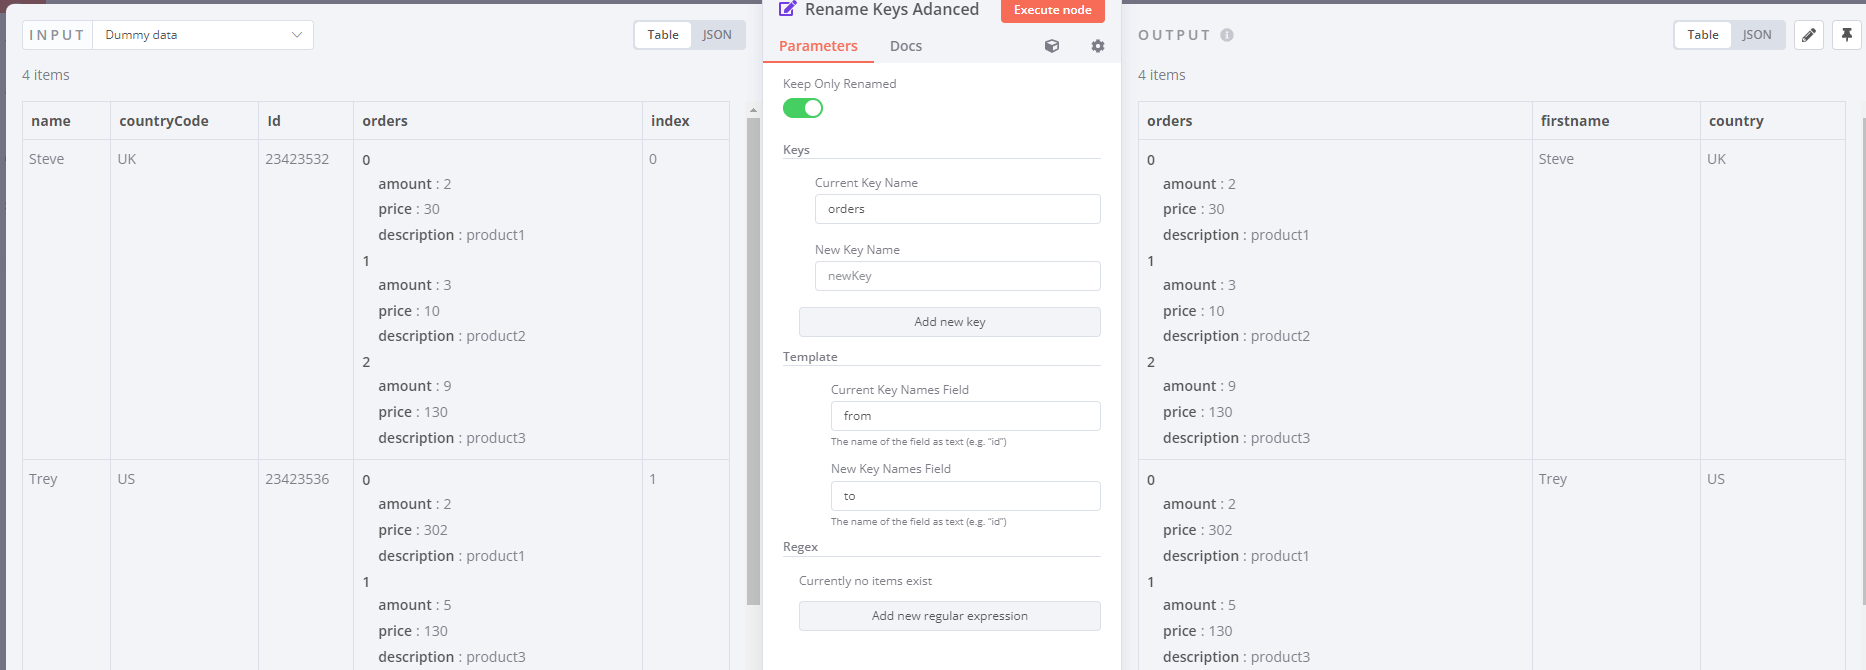 INPUT Dummy data Table JSON
4 items
name countryCode Id orders index
Steve UK 23423532 0 0
amount : 2
price : 30
description : product1
1
amount : 3
price : 10
description : product2
2
amount : 9
price : 130
description : product3
Trey US 23423536 0 1
amount : 2
price : 302
description : product1
1
amount : 5
price : 130
description : product3
Rename Keys Adanced Execute node
Parameters Docs
Keep Only Renamed
Keys
Current Key Name
orders
New Key Name
newKey
Add new key
Template
Current Key Names Field
from
The name of the field as text (e.g. “id”)
New Key Names Field
to
The name of the field as text (e.g. “id”)
Regex
Currently no items exist
Add new regular expression
OUTPUT Table JSON
4 items
orders firstname country
0 Steve UK
amount : 2
price : 30
description : product1
1
amount : 3
price : 10
description : product2
2
amount : 9
price : 130
description : product3
0 Trey US
amount : 2
price : 302
description : product1
1
amount : 5
price : 130
description : product3